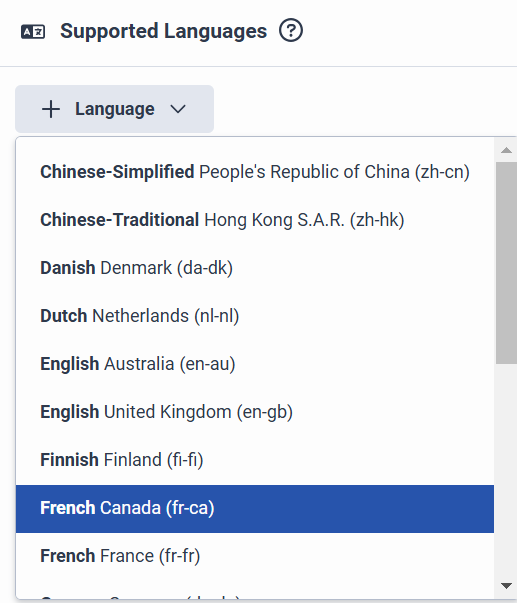 Supported Languages
Language
Chinese-Simplified People's Republic of China (zh-cn)
Chinese-Traditional Hong Kong S.A.R. (zh-hk)
Danish Denmark (da-dk)
Dutch Netherlands (nl-nl)
English Australia (en-au)
English United Kingdom (en-gb)
Finnish Finland (fi-fi)
French Canada (fr-ca)
French France (fr-fr)